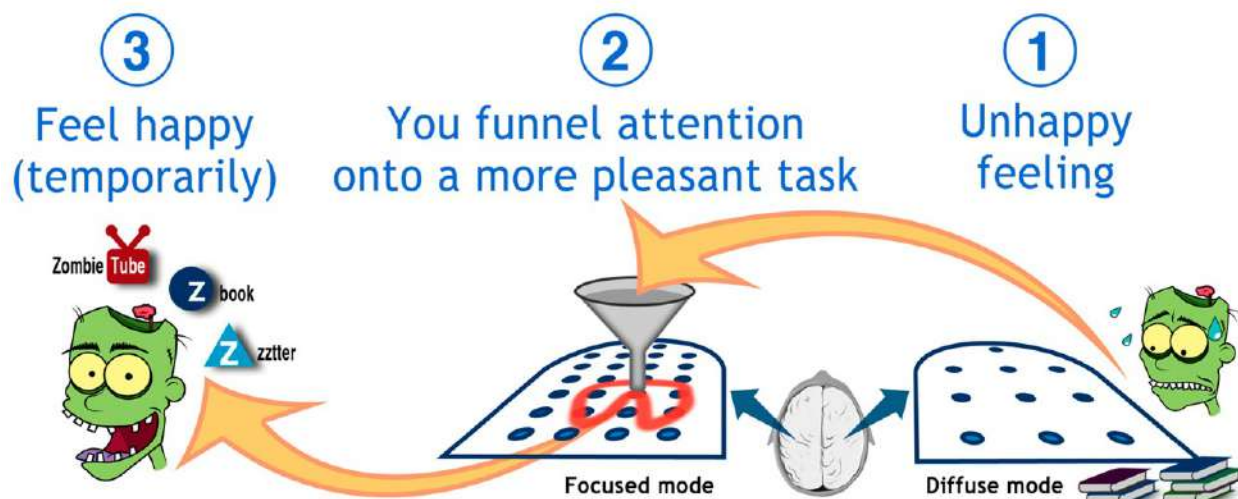 3
Feel happy
(temporarily)
2
You funnel attention
onto a more pleasant task
1
Unhappy
feeling
Zombie Tube
Z book
Z zztter
Focused mode
Diffuse mode